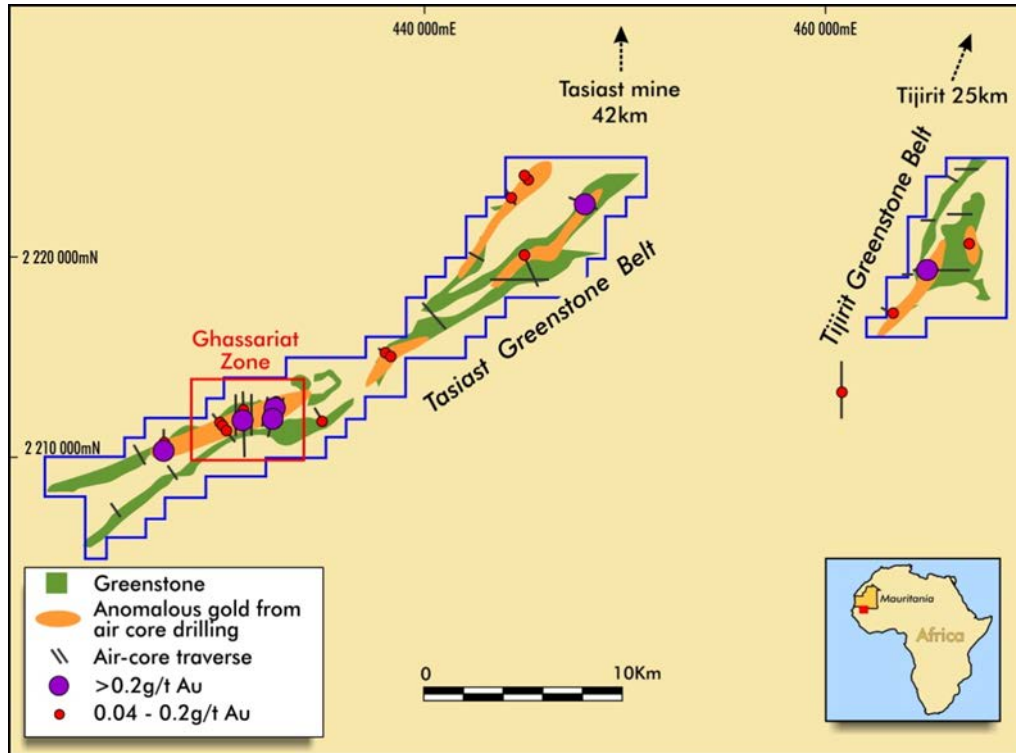 440 000mE
460 000mE
Tasiast mine
42km
Tijirit 25km
2 220 000mN
Tijirit Greenstone Belt
Tasiast Greenstone Belt
Ghassariat
Zone
2 210 000mN
Greenstone
Anomalous gold from
air core drilling
Air-core traverse
>0.2g/t Au
0.04 - 0.2g/t Au
0
10Km
Mauritania
Africa